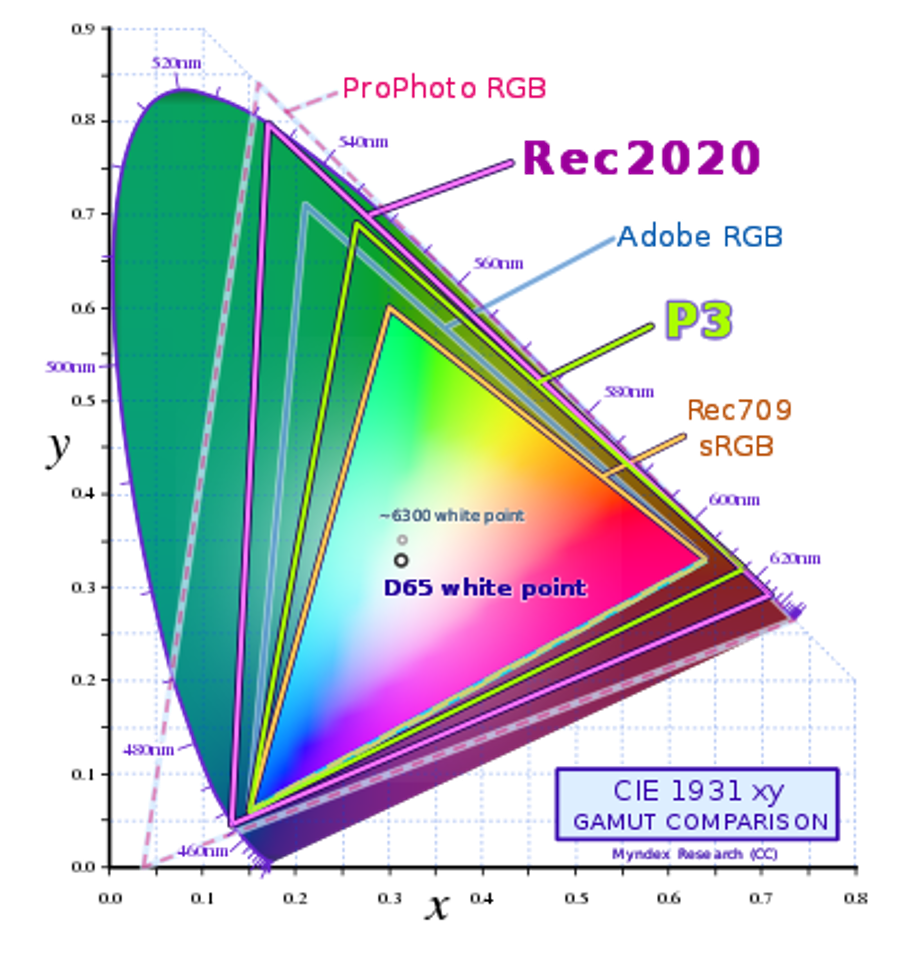 0.9
520nm
ProPhoto RGB
0.8
540nm
Rec2020
0.7
Adobe RGB
560nm
0.6
P3
500nm
580nm
0.5
Rec709
sRGB
y
0.4
600nm
~6300 white point
620nm
0.3
D65 white point
0.2
480nm
0.1
CIE 1931 xy
GAMUT COMPARISON
460nm
Myndex Research (CC)
0.0
0.0 0.1 0.2 0.3 0.4 0.5 0.6 0.7 0.8
x